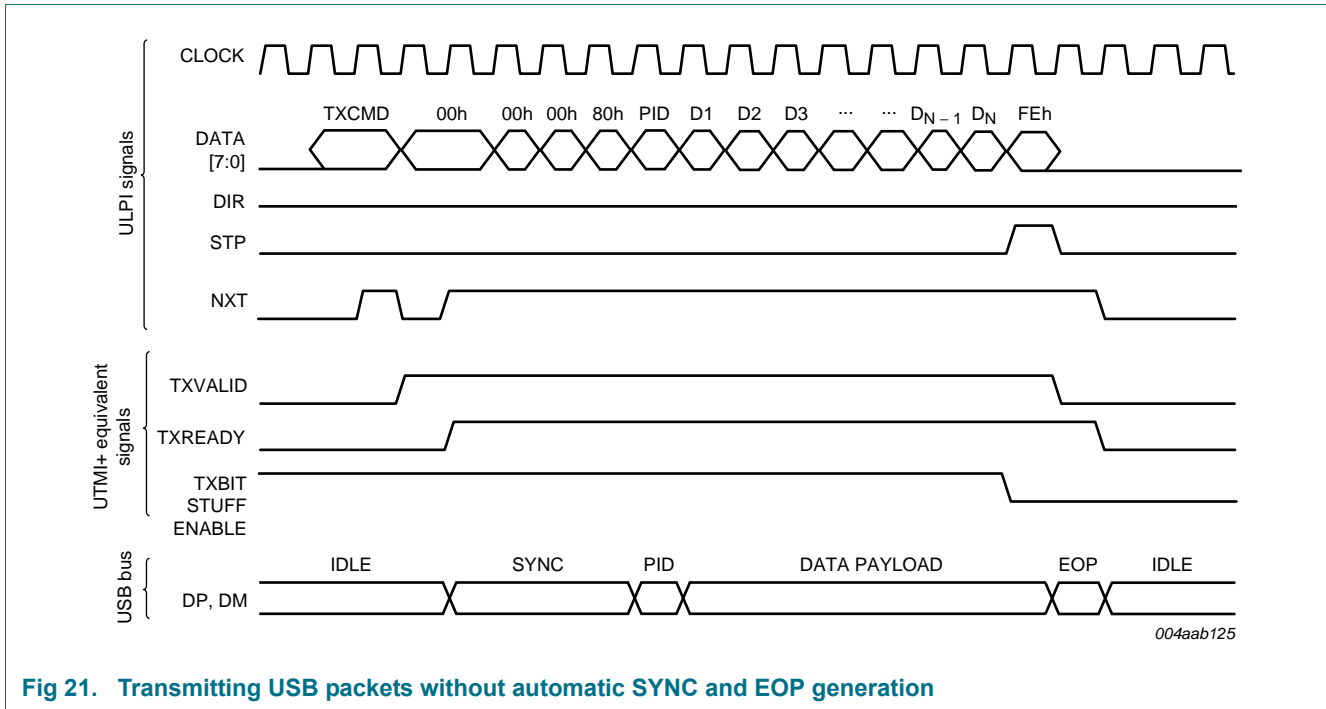 CLOCK
TXCMD 00h 00h 00h 80h PID D1 D2 D3 ... ... DN – 1 DN FEh
DATA
[7:0]
DIR
STP
NXT
ULPI signals
TXVALID
TXREADY
TXBIT
STUFF
ENABLE
UTMI+ equivalent
signals
IDLE SYNC PID DATA PAYLOAD EOP IDLE
DP, DM
USB bus
004aab125
Fig 21. Transmitting USB packets without automatic SYNC and EOP generation